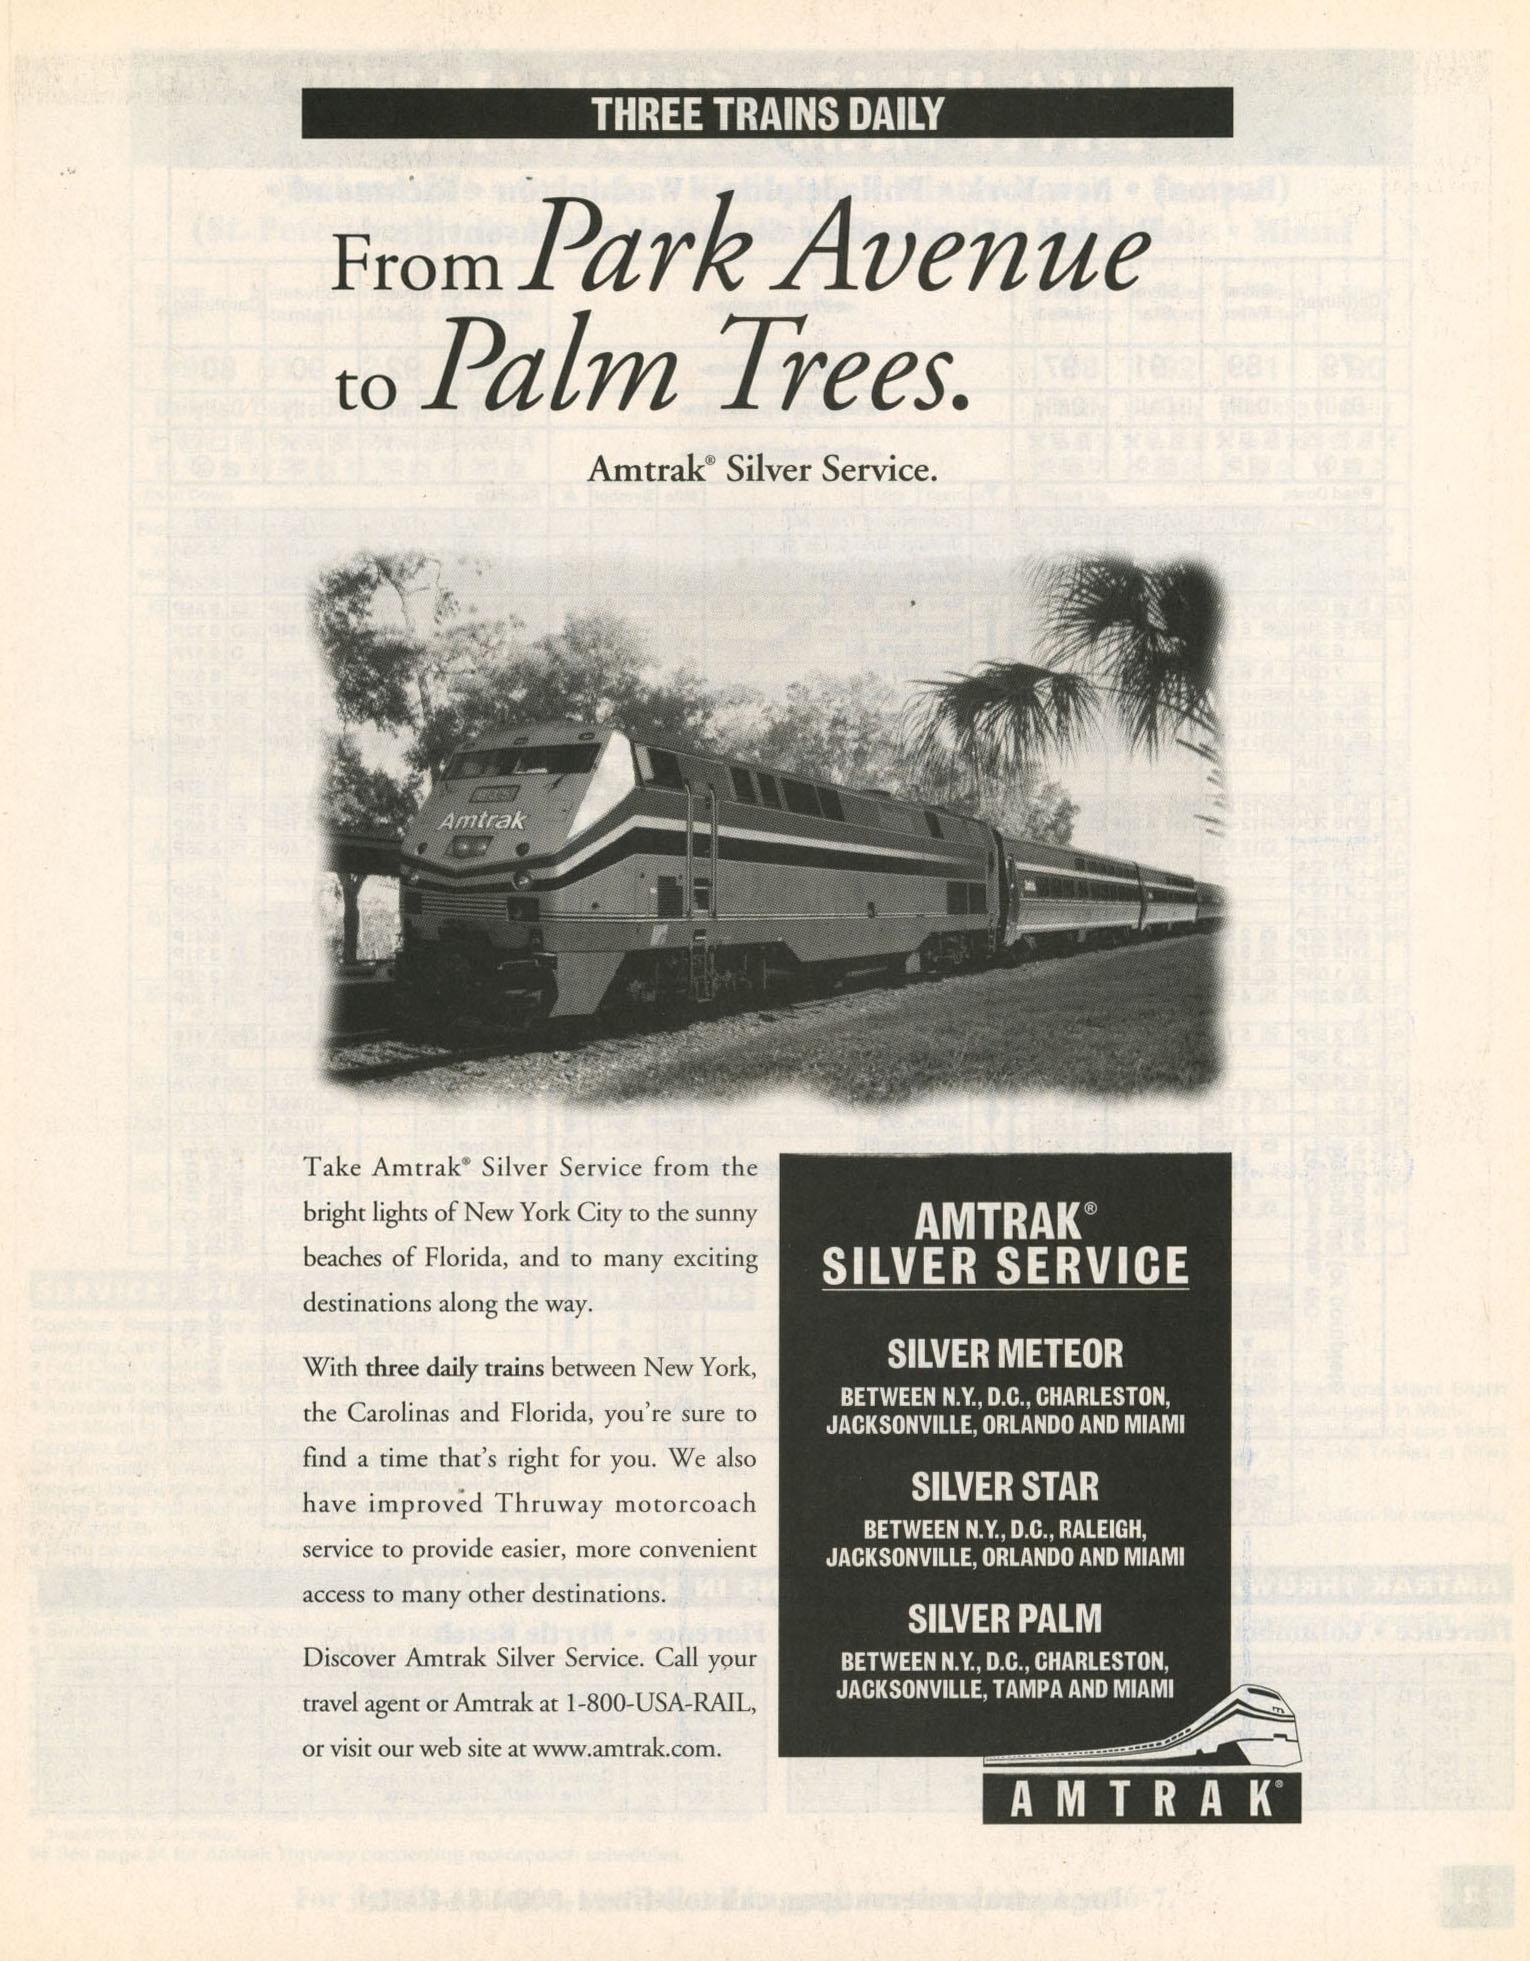 THREE TRAINS DAILY
From Park Avenue
to Palm Trees.
Amtrak® Silver Service.
Amtrak
Take Amtrak® Silver Service from the
bright lights of New York City to the sunny
beaches of Florida, and to many exciting
destinations along the way.
With three daily trains between New York,
the Carolinas and Florida, you're sure to
find a time that's right for you. We also
have improved Thruway motorcoach
service to provide easier, more convenient
access to many other destinations.
Discover Amtrak Silver Service. Call your
travel agent or Amtrak at 1-800-USA-RAIL,
or visit our web site at www.amtrak.com.
AMTRAK®
SILVER SERVICE
SILVER METEOR
BETWEEN N.Y., D.C., CHARLESTON,
JACKSONVILLE, ORLANDO AND MIAMI
SILVER STAR
BETWEEN N.Y., D.C., RALEIGH,
JACKSONVILLE, ORLANDO AND MIAMI
SILVER PALM
BETWEEN N.Y., D.C., CHARLESTON,
JACKSONVILLE, TAMPA AND MIAMI
AMTRAK®